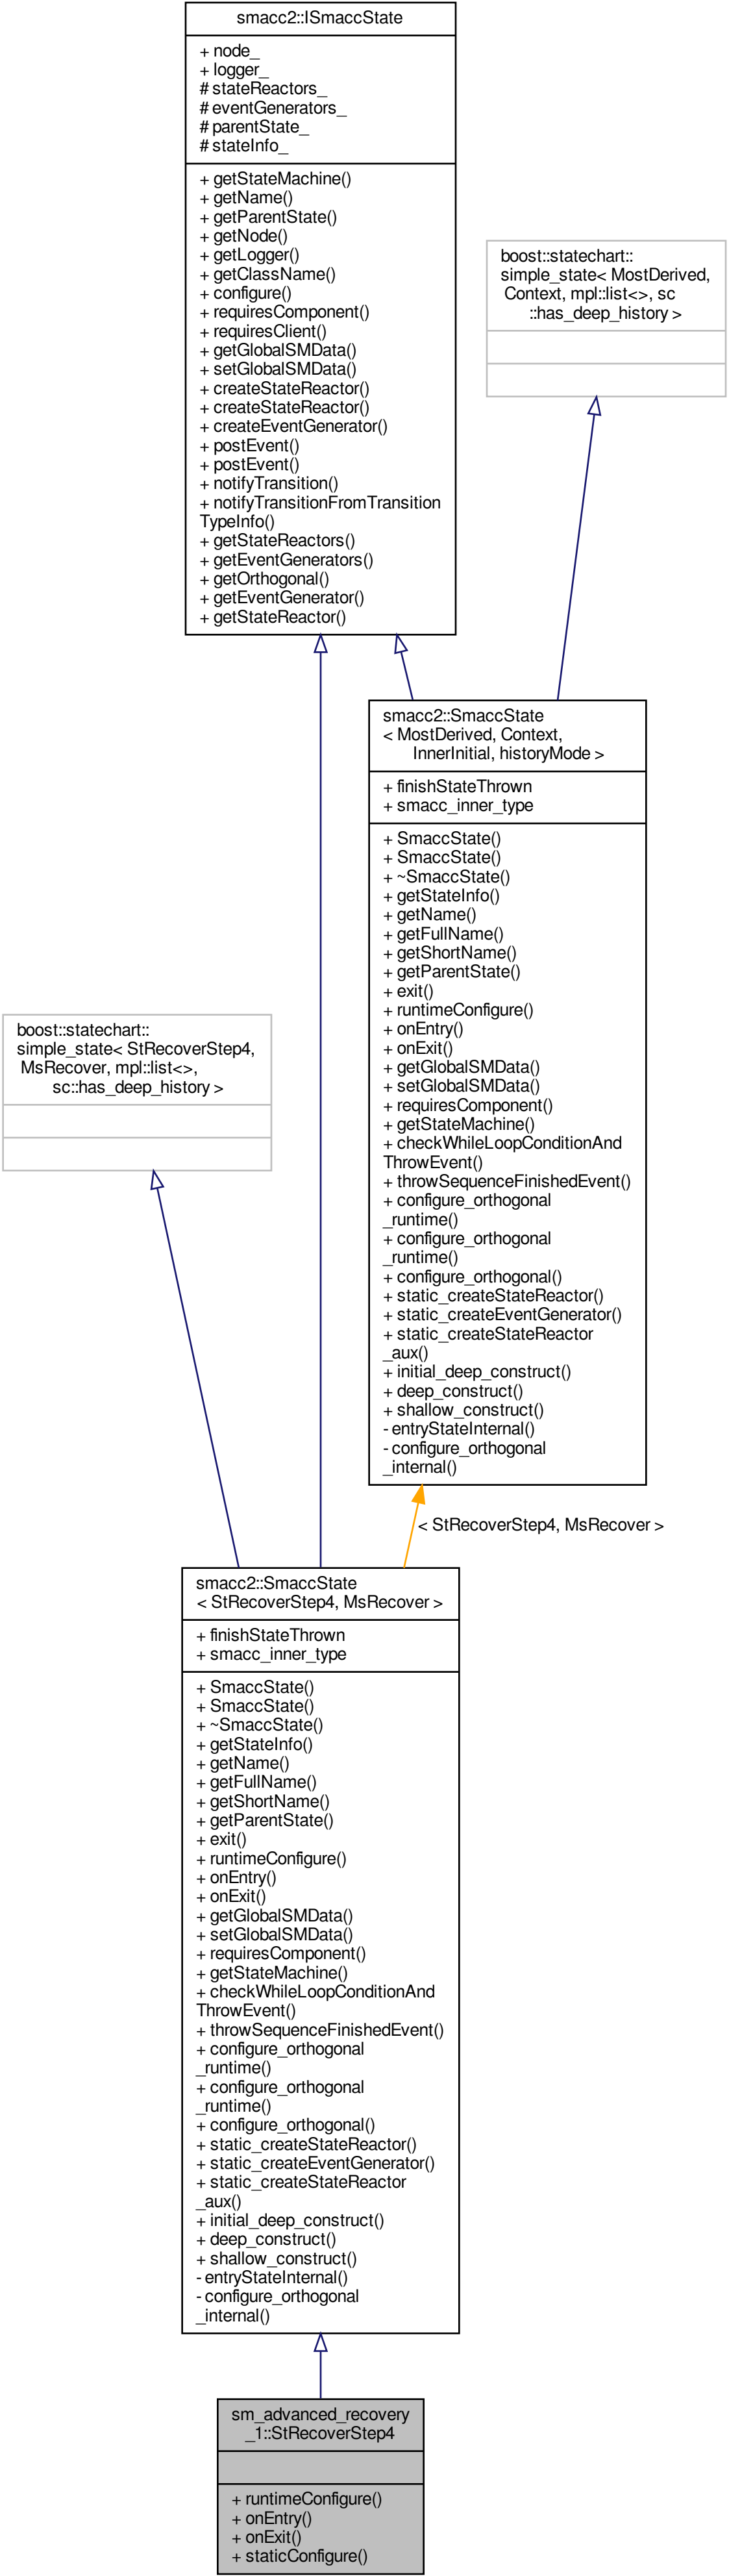 smacc2::ISmaccState
+ node_
+ logger_
# stateReactors_
# eventGenerators_
# parentState_
# stateInfo_
+ getStateMachine()
+ getName()
+ getParentState()
+ getNode()
+ getLogger()
+ getClassName()
+ configure()
+ requiresComponent()
+ requiresClient()
+ getGlobalSMData()
+ setGlobalSMData()
+ createStateReactor()
+ createStateReactor()
+ createEventGenerator()
+ postEvent()
+ postEvent()
+ notifyTransition()
+ notifyTransitionFromTransition
TypeInfo()
+ getStateReactors()
+ getEventGenerators()
+ getOrthogonal()
+ getEventGenerator()
+ getStateReactor()
boost::statechart::
simple_state< MostDerived,
Context, mpl::list<>, sc
::has_deep_history >
smacc2::SmaccState
< MostDerived, Context,
InnerInitial, historyMode >
+ finishStateThrown
+ smacc_inner_type
+ SmaccState()
+ SmaccState()
+ ~SmaccState()
+ getStateInfo()
+ getName()
+ getFullName()
+ getShortName()
+ getParentState()
+ exit()
+ runtimeConfigure()
+ onEntry()
+ onExit()
+ getGlobalSMData()
+ setGlobalSMData()
+ requiresComponent()
+ getStateMachine()
+ checkWhileLoopConditionAnd
ThrowEvent()
+ throwSequenceFinishedEvent()
+ configure_orthogonal
_runtime()
+ configure_orthogonal
_runtime()
+ configure_orthogonal()
+ static_createStateReactor()
+ static_createEventGenerator()
+ static_createStateReactor
_aux()
+ initial_deep_construct()
+ deep_construct()
+ shallow_construct()
- entryStateInternal()
- configure_orthogonal
_internal()
boost::statechart::
simple_state< StRecoverStep4,
MsRecover, mpl::list<>,
sc::has_deep_history >
< StRecoverStep4, MsRecover >
smacc2::SmaccState
< StRecoverStep4, MsRecover >
+ finishStateThrown
+ smacc_inner_type
+ SmaccState()
+ SmaccState()
+ ~SmaccState()
+ getStateInfo()
+ getName()
+ getFullName()
+ getShortName()
+ getParentState()
+ exit()
+ runtimeConfigure()
+ onEntry()
+ onExit()
+ getGlobalSMData()
+ setGlobalSMData()
+ requiresComponent()
+ getStateMachine()
+ checkWhileLoopConditionAnd
ThrowEvent()
+ throwSequenceFinishedEvent()
+ configure_orthogonal
_runtime()
+ configure_orthogonal
_runtime()
+ configure_orthogonal()
+ static_createStateReactor()
+ static_createEventGenerator()
+ static_createStateReactor
_aux()
+ initial_deep_construct()
+ deep_construct()
+ shallow_construct()
- entryStateInternal()
- configure_orthogonal
_internal()
sm_advanced_recovery
_1::StRecoverStep4
+ runtimeConfigure()
+ onEntry()
+ onExit()
+ staticConfigure()